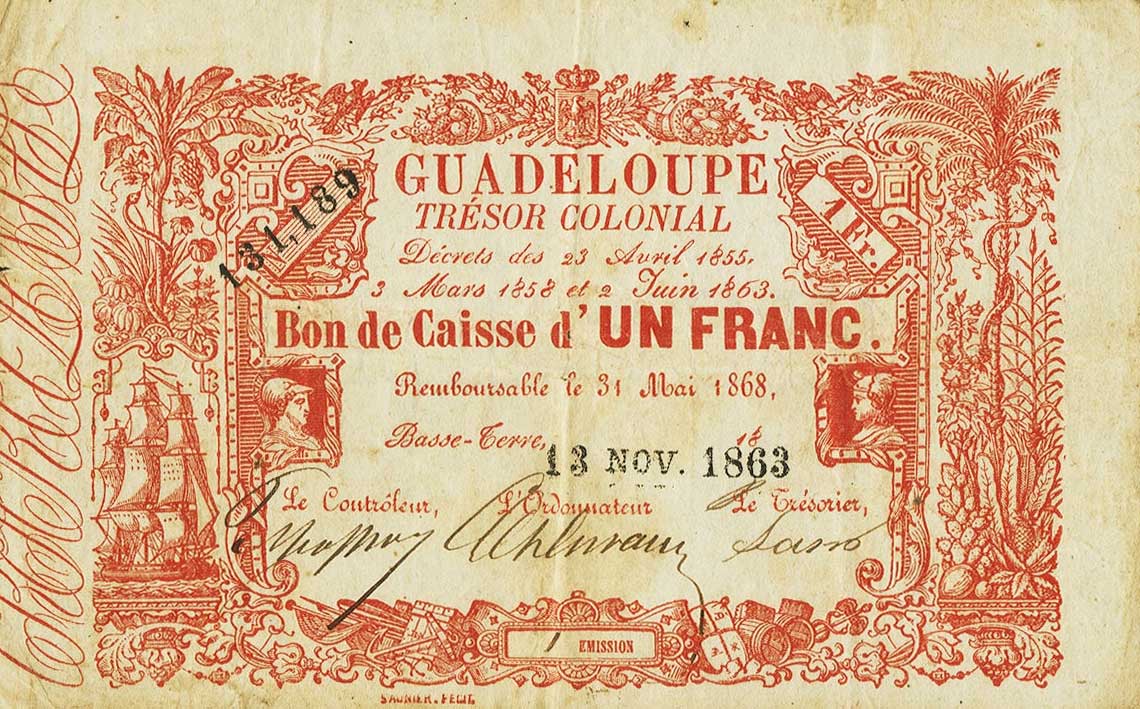 GUADELOUPE
TRÉSOR COLONIAL
131,189
1 Fr.
Décrets des 23 Avril 1855,
3 Mars 1858 et 2 Juin 1863.
Bon de Caisse d'UN FRANC.
Remboursable le 31 Mai 1868,
Basse-Terre, 18
13 NOV. 1863
Le Contrôleur, L'Ordonnateur Le Trésorier,
EMISSION